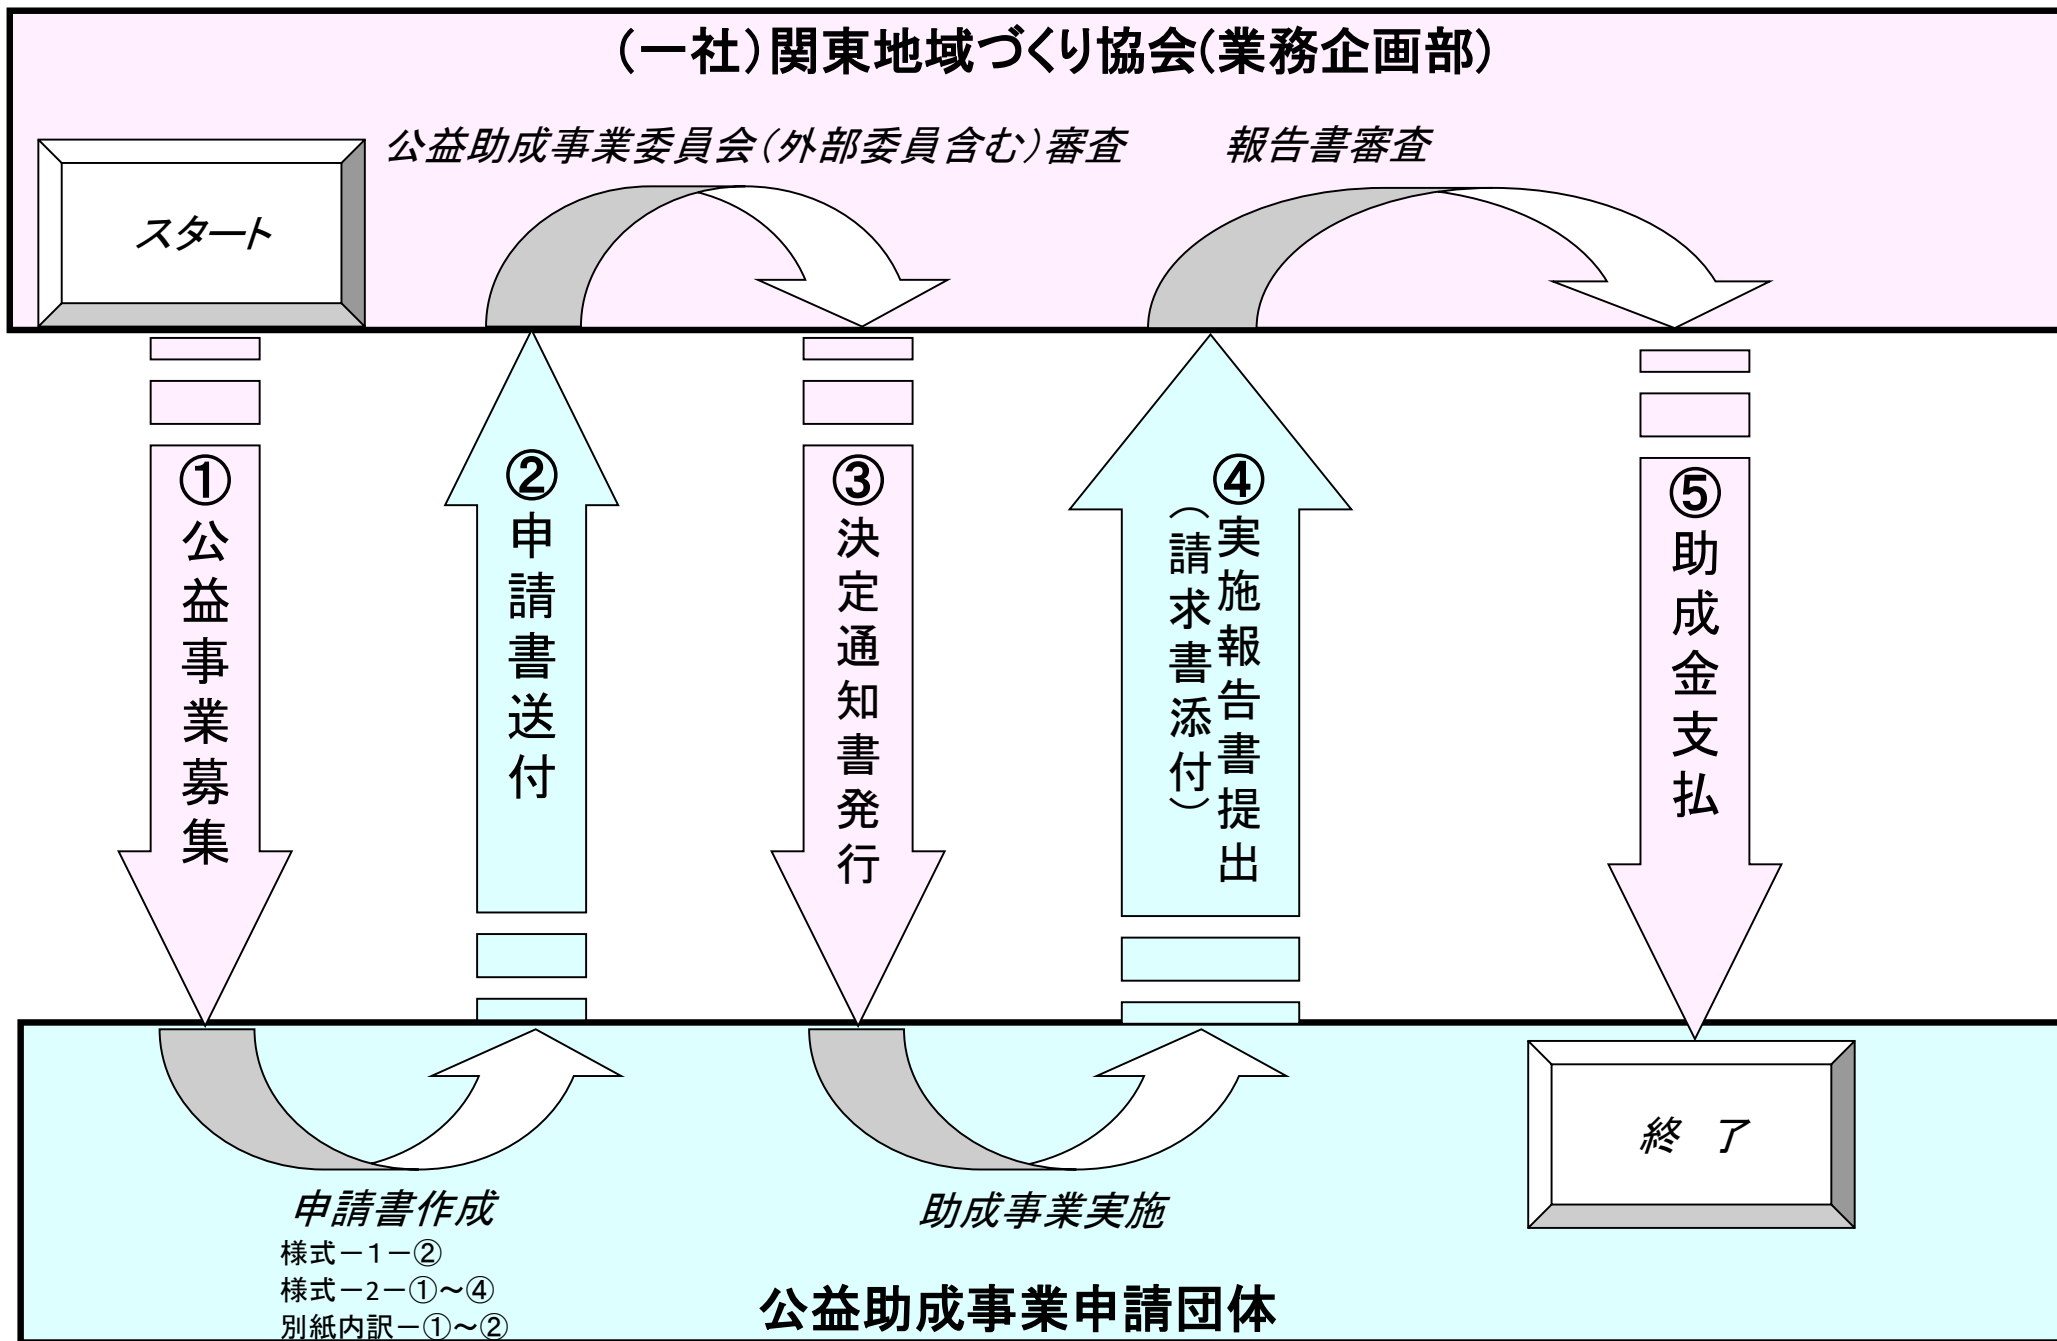 （一社）関東地域づくり協会(業務企画部)
公益助成事業委員会（外部委員含む）審査
報告書審査
スタート
①公益事業募集
②申請書送付
③決定通知書発行
④実施報告書提出
（請求書添付）
⑤助成金支払
申請書作成
様式－1－②
様式－2－①～④
別紙内訳－①～②
助成事業実施
終　了
公益助成事業申請団体